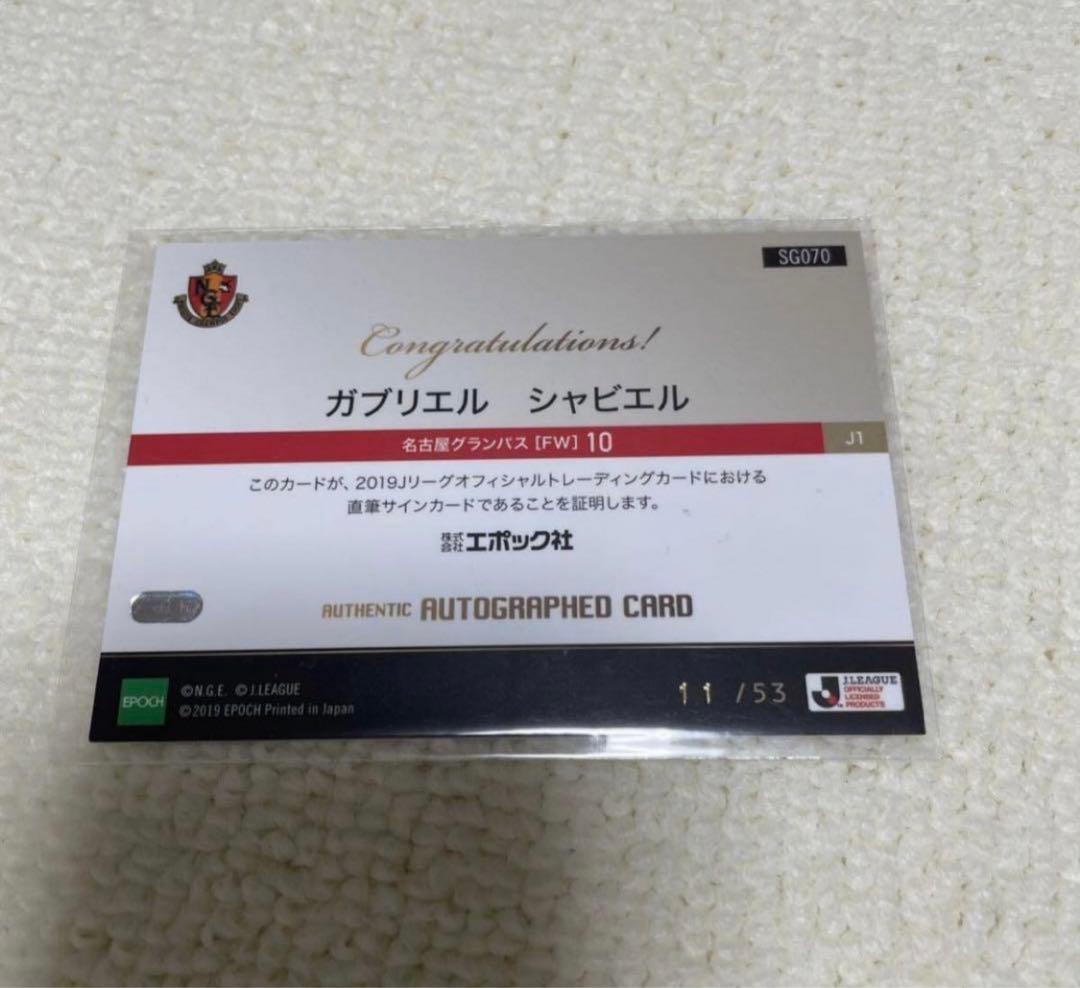 SG070
N
G
E
Congratulations!
ガブリエル シャビエル
名古屋グランパス [FW] 10
J1
このカードが、2019Jリーグオフィシャルトレーディングカードにおける
直筆サインカードであることを証明します。
株式会社エポック社
AUTHENTIC AUTOGRAPHED CARD
EPOCH
©N.G.E. ©J.LEAGUE
©2019 EPOCH Printed in Japan
11 /53
J.LEAGUE
OFFICIALLY
LICENSED
PRODUCTS